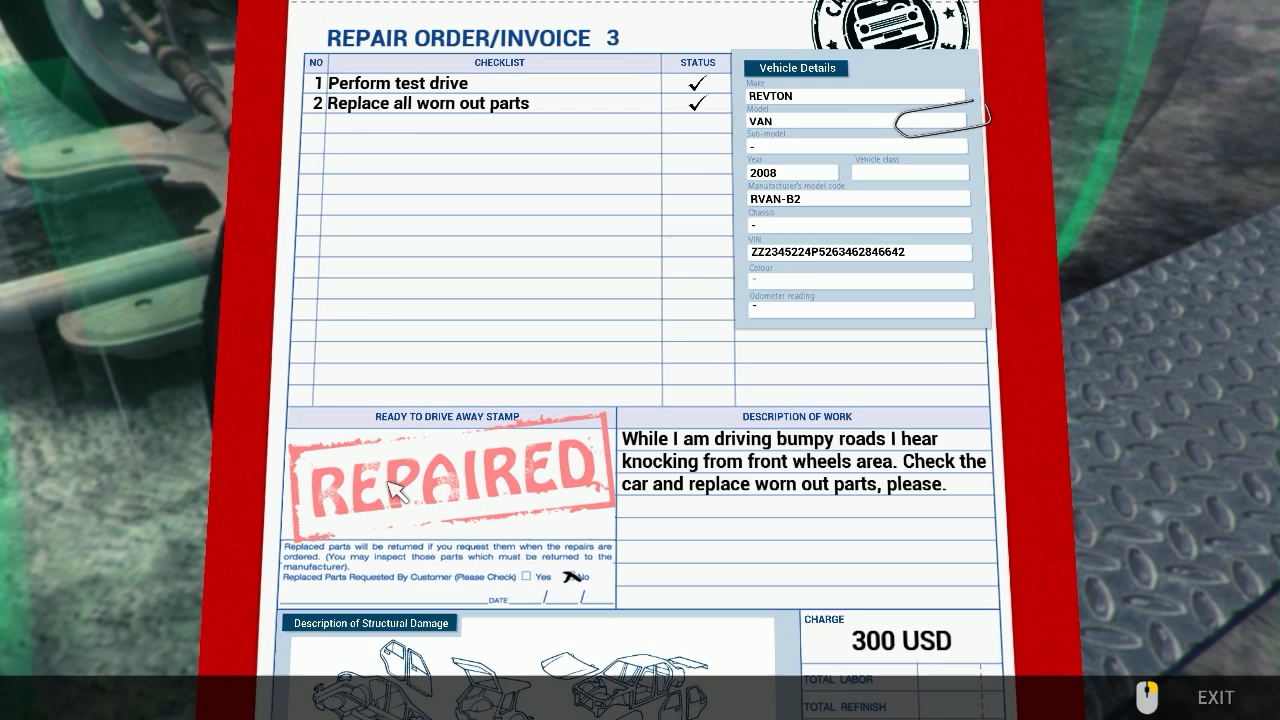 REPAIR ORDER/INVOICE 3
NO CHECKLIST STATUS
1 Perform test drive ✓
2 Replace all worn out parts ✓
Vehicle Details
Make
REVTON
Model
VAN
Sub-model
-
Year Vehicle class
2008
Manufacturer's model code
RVAN-B2
Chassis
-
VIN
ZZ2345224P5263462846642
Colour
-
Odometer reading
-
READY TO DRIVE AWAY STAMP
REPAIRED
Replaced parts will be returned if you request them when the repairs are
ordered. (You may inspect those parts which must be returned to the
manufacturer).
Replaced Parts Requested By Customer (Please Check) Yes No
DATE / /
DESCRIPTION OF WORK
While I am driving bumpy roads I hear
knocking from front wheels area. Check the
car and replace worn out parts, please.
Description of Structural Damage
CHARGE
300 USD
TOTAL LABOR
TOTAL REFINISH
EXIT